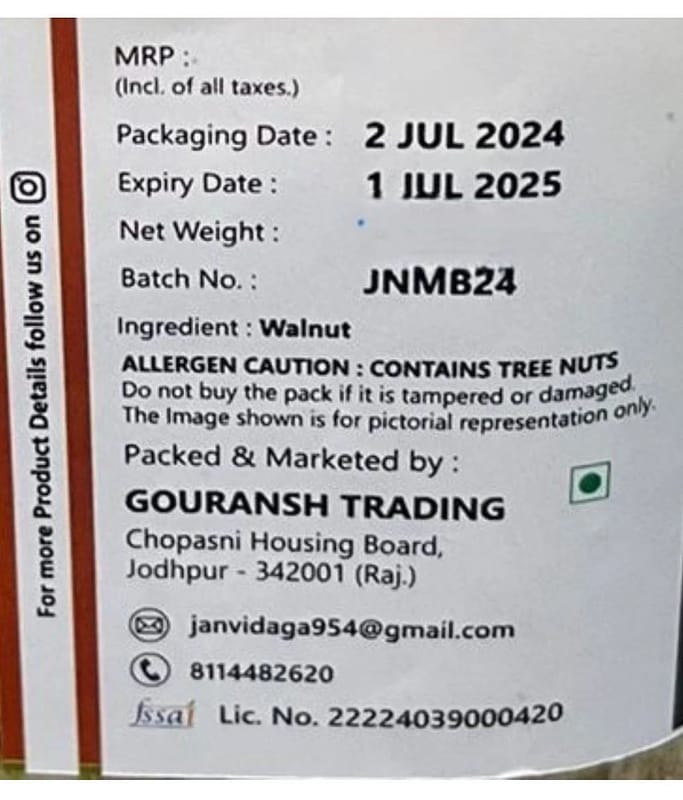 MRP :
(Incl. of all taxes.)
Packaging Date : 2 JUL 2024
Expiry Date : 1 JUL 2025
Net Weight :
Batch No. : JNMB24
Ingredient : Walnut
ALLERGEN CAUTION : CONTAINS TREE NUTS
Do not buy the pack if it is tampered or damaged.
The Image shown is for pictorial representation only.
Packed & Marketed by :
GOURANSH TRADING
Chopasni Housing Board,
Jodhpur - 342001 (Raj.)
janvidaga954@gmail.com
8114482620
fssai Lic. No. 22224039000420
For more Product Details follow us on